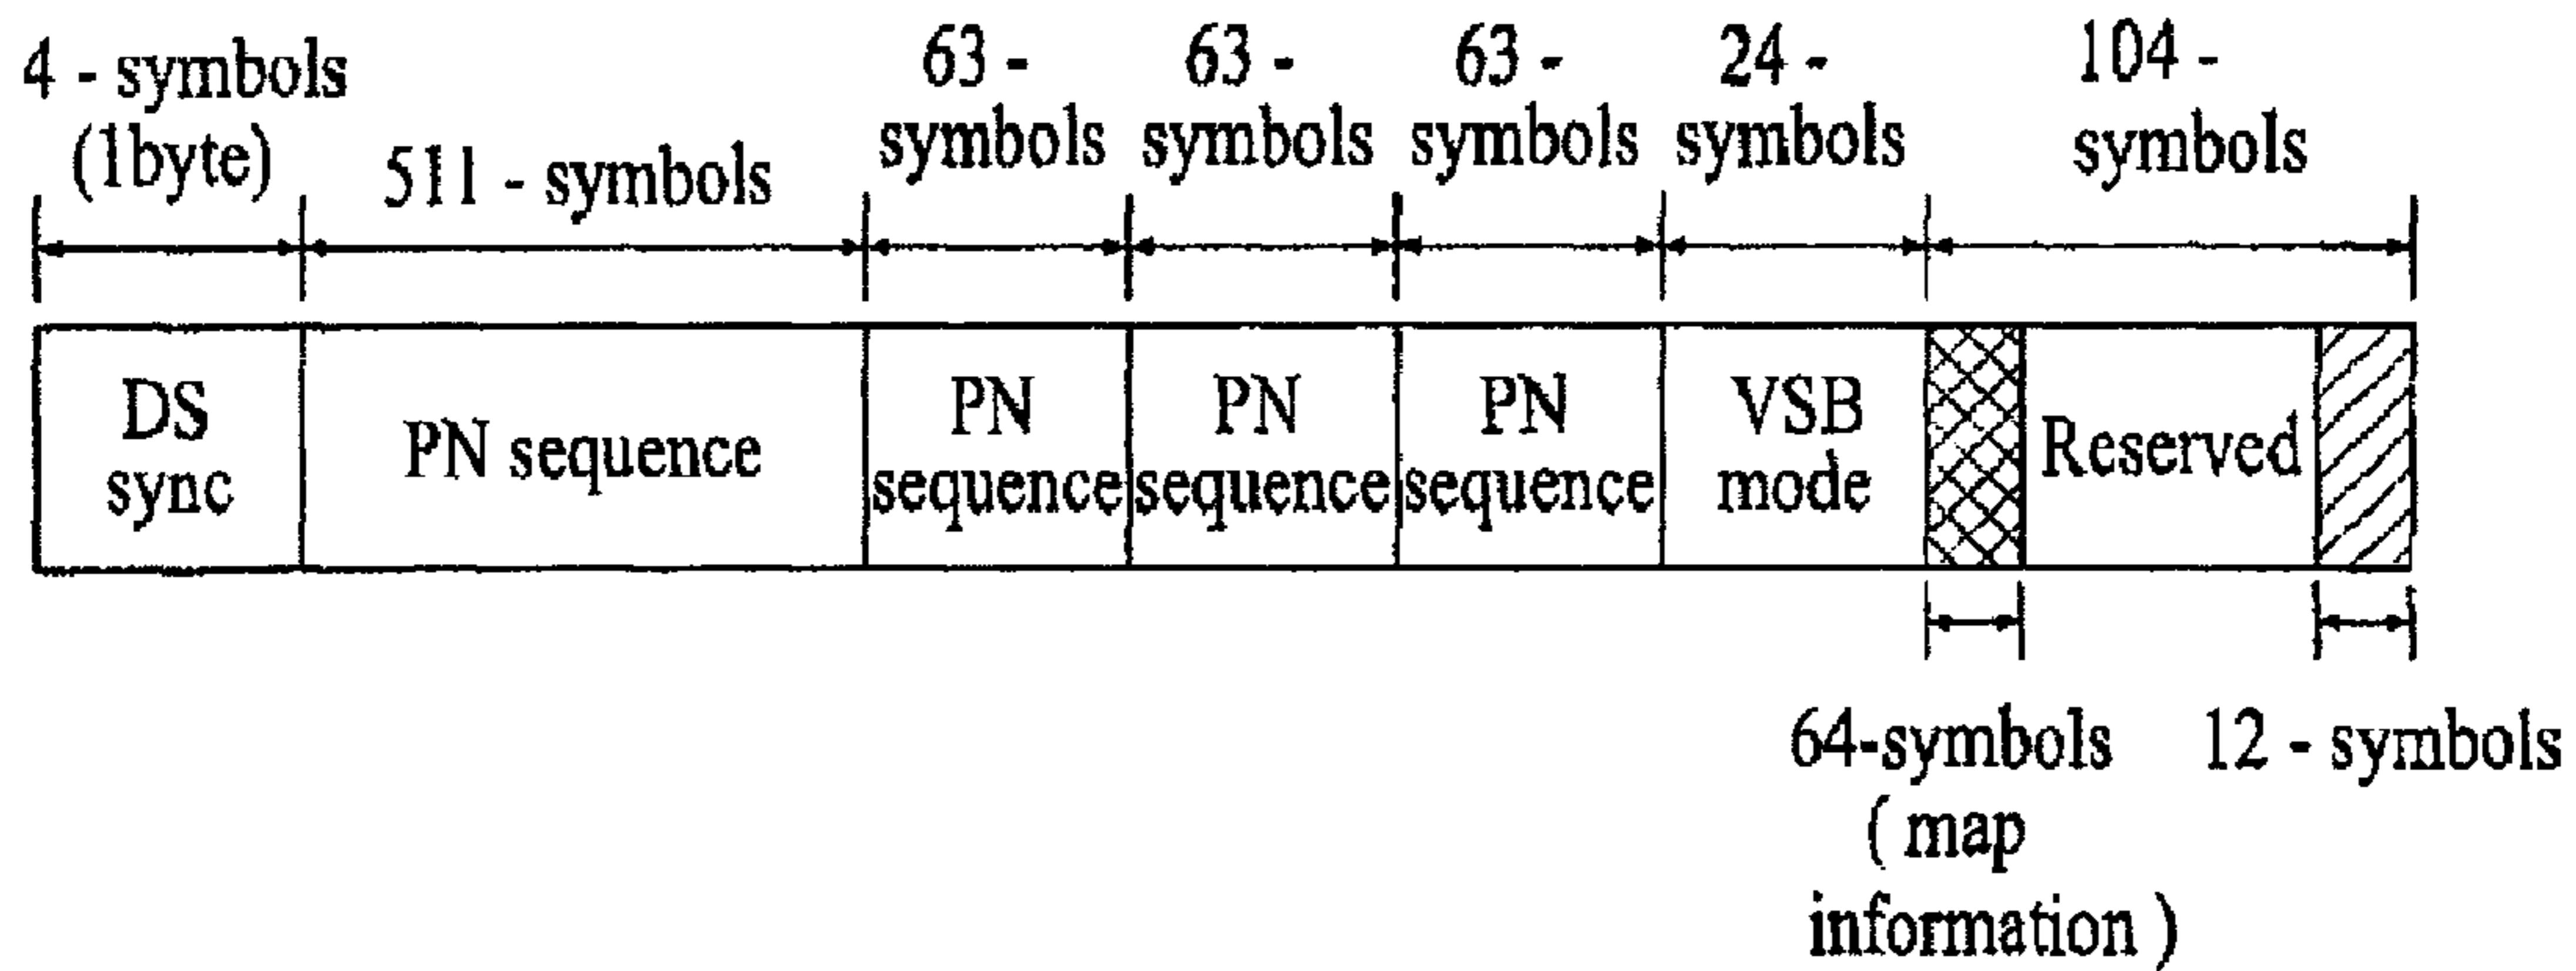 4 - symbols
(1byte)
511 - symbols
63 -
symbols
63 -
symbols
63 -
symbols
24 -
symbols
104 -
symbols
DS
sync
PN sequence
PN
sequence
PN
sequence
PN
sequence
VSB
mode
Reserved
64-symbols
( map
information )
12 - symbols